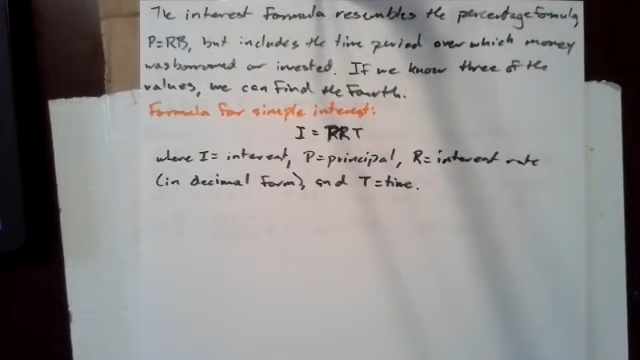 The interest formula resembles the percentage formula,
P=RB, but includes the time period over which money
was borrowed or invested. If we know three of the
values, we can find the fourth.
Formula for simple interest:
I = PRT
where I = interest, P = principal, R = interest rate
(in decimal form), and T = time.